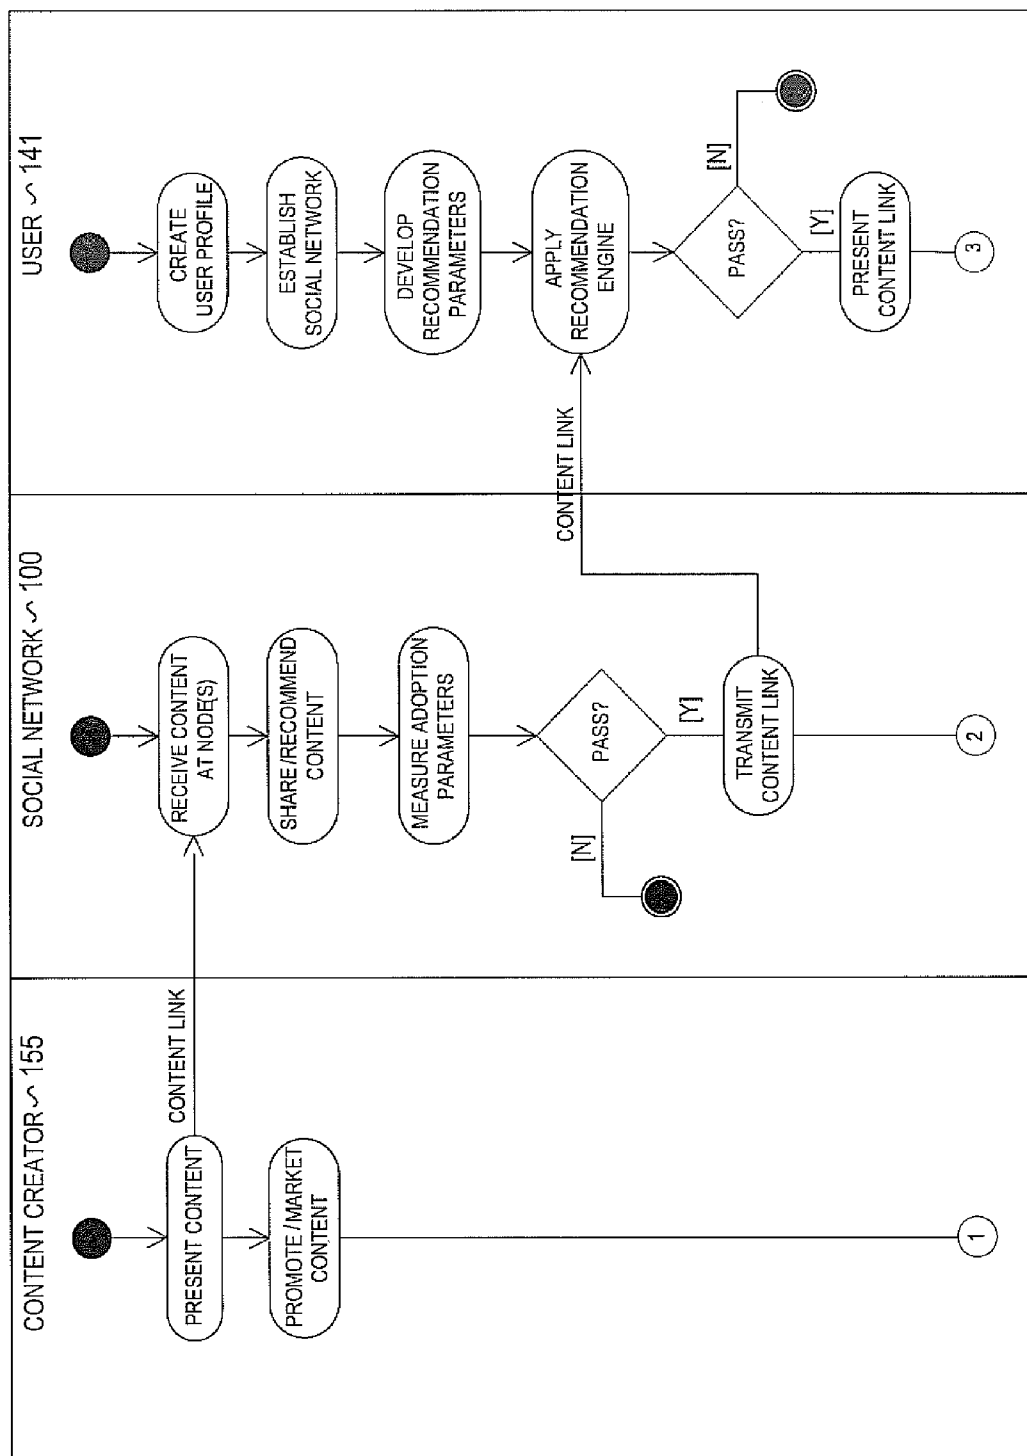 CONTENT CREATOR ~ 155
PRESENT CONTENT
CONTENT LINK
PROMOTE / MARKET
CONTENT
1
SOCIAL NETWORK ~ 100
RECEIVE CONTENT
AT NODE(S)
SHARE/RECOMMEND
CONTENT
MEASURE ADOPTION
PARAMETERS
PASS?
[N]
[Y]
TRANSMIT
CONTENT LINK
CONTENT LINK
2
USER ~ 141
CREATE
USER PROFILE
ESTABLISH
SOCIAL NETWORK
DEVELOP
RECOMMENDATION
PARAMETERS
APPLY
RECOMMENDATION
ENGINE
PASS?
[N]
[Y]
PRESENT
CONTENT LINK
3